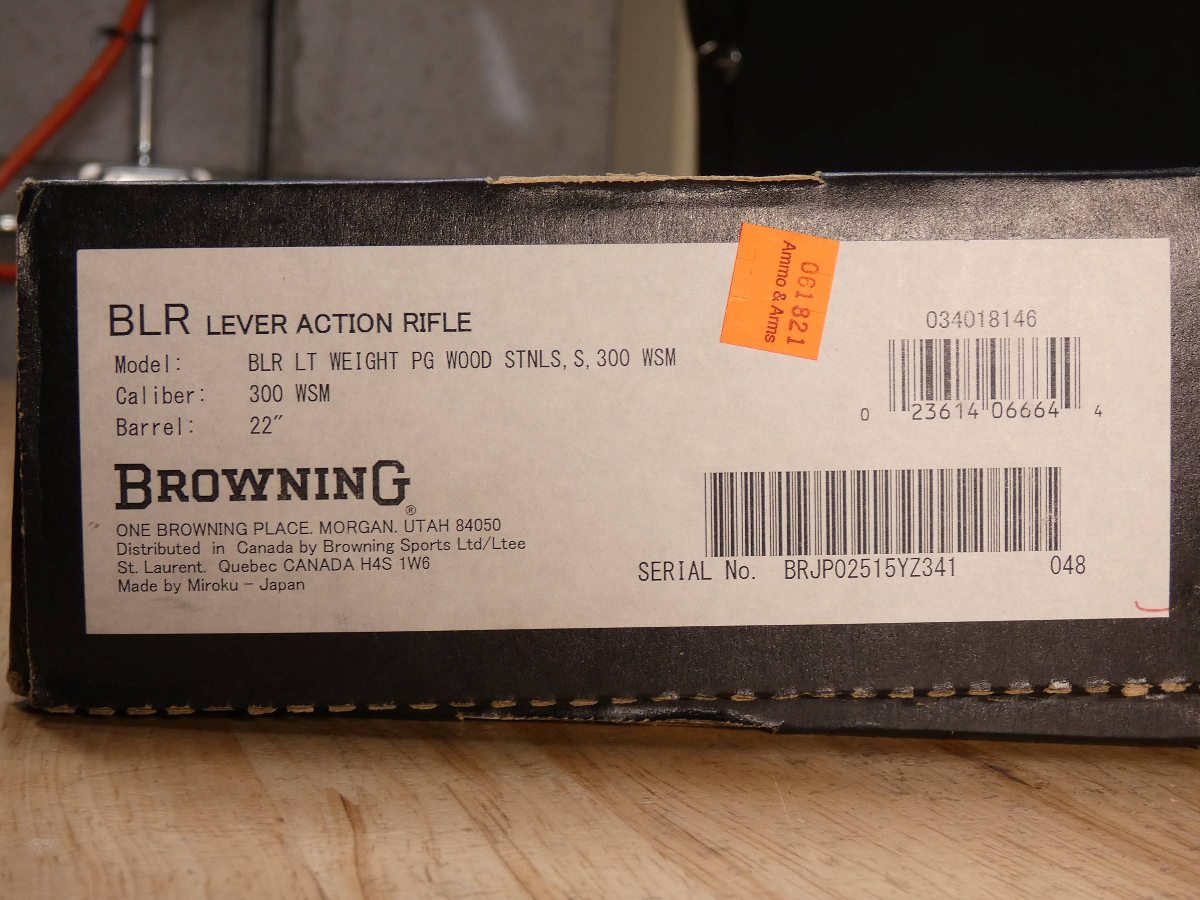 BLR LEVER ACTION RIFLE
Model: BLR LT WEIGHT PG WOOD STNLS, S, 300 WSM
Caliber: 300 WSM
Barrel: 22"
BROWNING®
ONE BROWNING PLACE. MORGAN. UTAH 84050
Distributed in Canada by Browning Sports Ltd/Ltee
St. Laurent. Quebec CANADA H4S 1W6
Made by Miroku - Japan
061821
Ammo & Arms
034018146
0 23614 06664 4
SERIAL No. BRJP02515YZ341 048